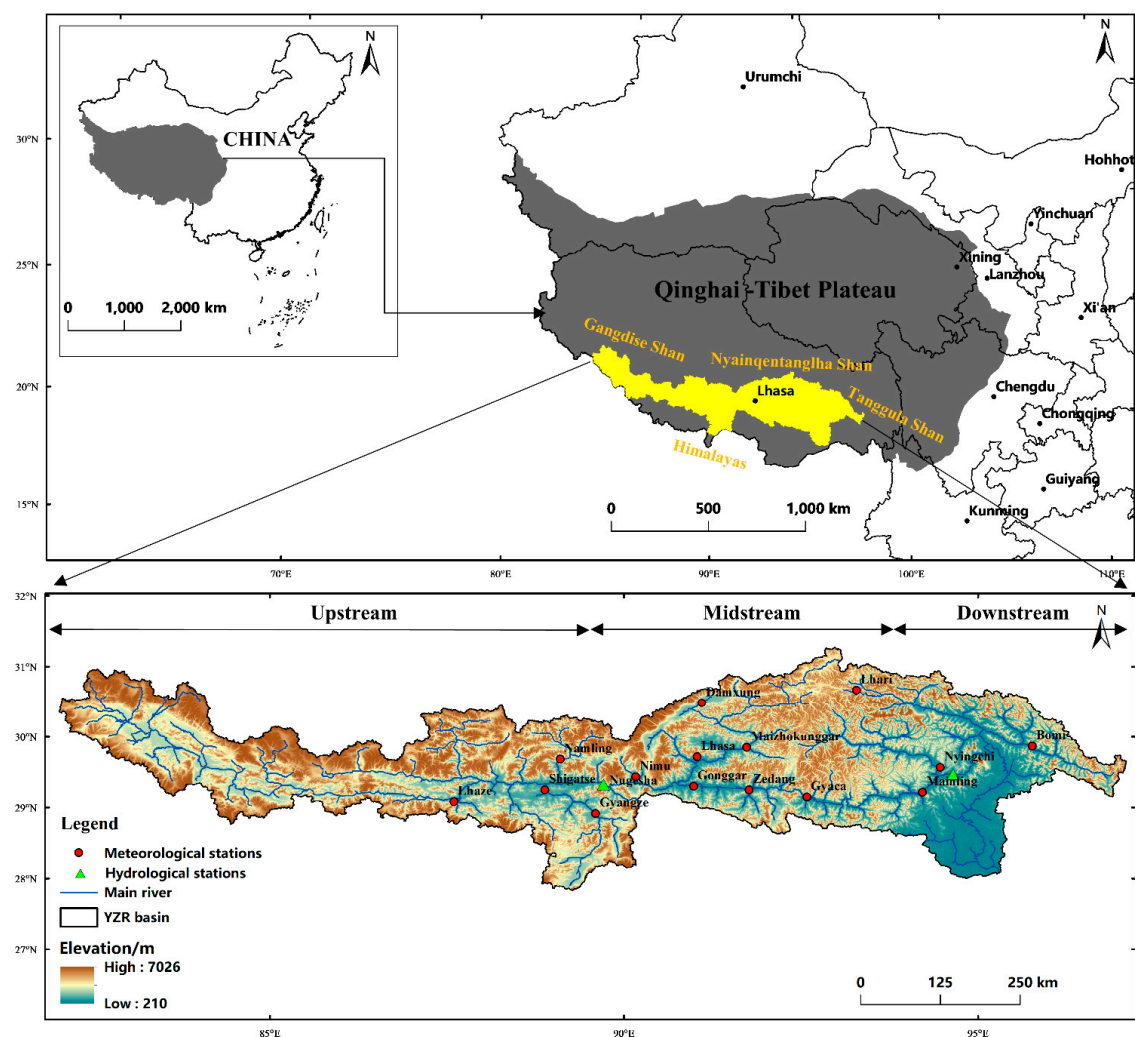 N
CHINA
0 1,000 2,000 km
N
Urumchi
Hohhot
Yinchuan
Xining
Lanzhou
Qinghai -Tibet Plateau
Xi'an
Gangdise Shan
Nyainqentanglha Shan
Tanggula Shan
Lhasa
Chengdu
Chongqing
Himalayas
Guiyang
Kunming
0 500 1,000 km
30°N
25°N
20°N
15°N
70°E 80°E 90°E 100°E 110°E
Upstream Midstream Downstream
N
31°N
30°N
29°N
28°N
27°N
Lhari
Damxung
Maizhokunggar
Bomi
Lhasa
Namling
Nimu
Nyingchi
Shigatse
Nugesha
Gonggar
Zedang
Gyaca
Mainling
Lhaze
Gyangze
Legend
Meteorological stations
Hydrological stations
Main river
YZR basin
Elevation/m
High : 7026
Low : 210
0 125 250 km
85°E 90°E 95°E